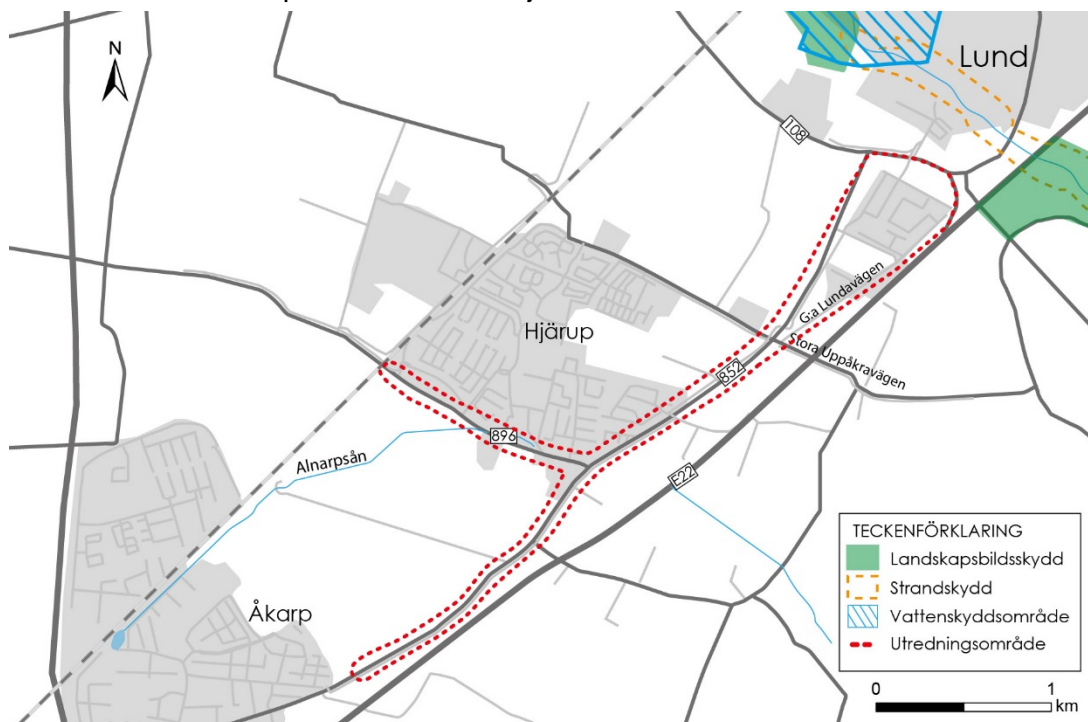 N
Lund
108
G:a Lundavägen
Hjärup
Stora Uppåkravägen
852
896
Alnarpsån
E22
Åkarp
TECKENFÖRKLARING
Landskapsbildsskydd
Strandskydd
Vattenskyddsområde
Utredningsområde
0 1
km